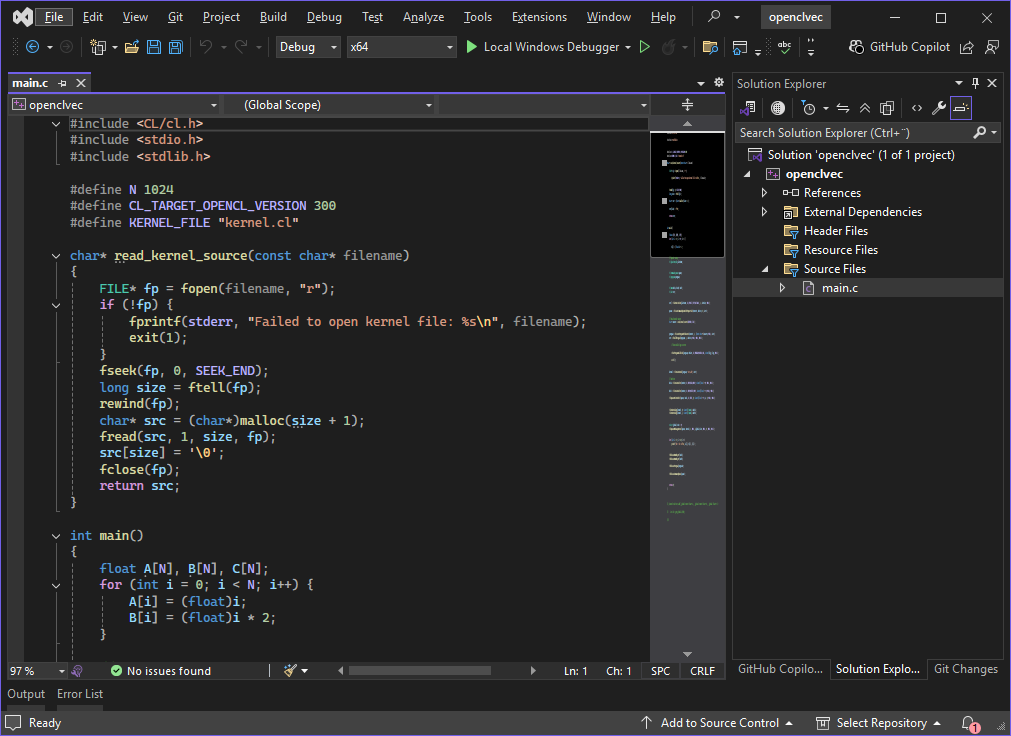 File Edit View Git Project Build Debug Test Analyze Tools Extensions Window Help openclvec
Debug x64 Local Windows Debugger abc GitHub Copilot
main.c
openclvec (Global Scope)
#include <CL/cl.h>
#include <stdio.h>
#include <stdlib.h>
#define N 1024
#define CL_TARGET_OPENCL_VERSION 300
#define KERNEL_FILE "kernel.cl"
char* read_kernel_source(const char* filename)
{
FILE* fp = fopen(filename, "r");
if (!fp) {
fprintf(stderr, "Failed to open kernel file: %s\n", filename);
exit(1);
}
fseek(fp, 0, SEEK_END);
long size = ftell(fp);
rewind(fp);
char* src = (char*)malloc(size + 1);
fread(src, 1, size, fp);
src[size] = '\0';
fclose(fp);
return src;
}
int main()
{
float A[N], B[N], C[N];
for (int i = 0; i < N; i++) {
A[i] = (float)i;
B[i] = (float)i * 2;
}
97 % No issues found Ln: 1 Ch: 1 SPC CRLF
Solution Explorer
Search Solution Explorer (Ctrl+¨)
Solution 'openclvec' (1 of 1 project)
openclvec
References
External Dependencies
Header Files
Resource Files
Source Files
main.c
GitHub Copilo... Solution Explo... Git Changes
Output Error List
Ready Add to Source Control Select Repository 1